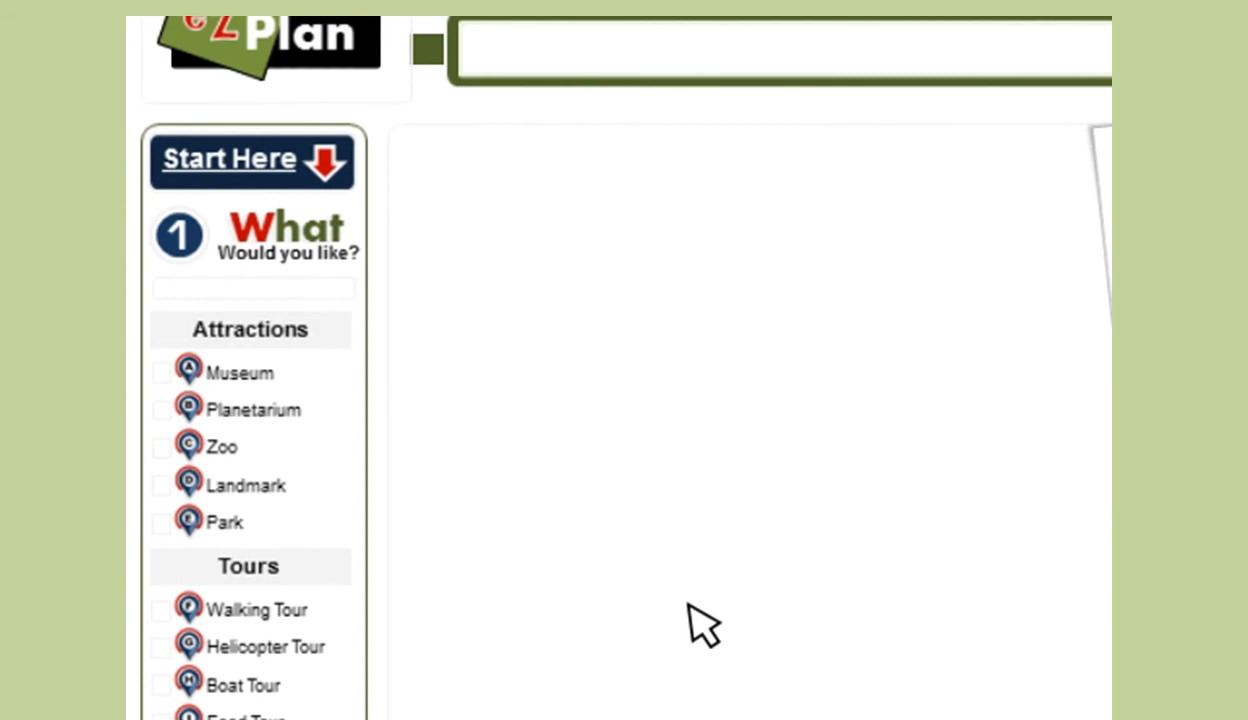 eZPlan
Start Here
1
What
Would you like?
Attractions
A Museum
B Planetarium
C Zoo
D Landmark
E Park
Tours
F Walking Tour
G Helicopter Tour
H Boat Tour